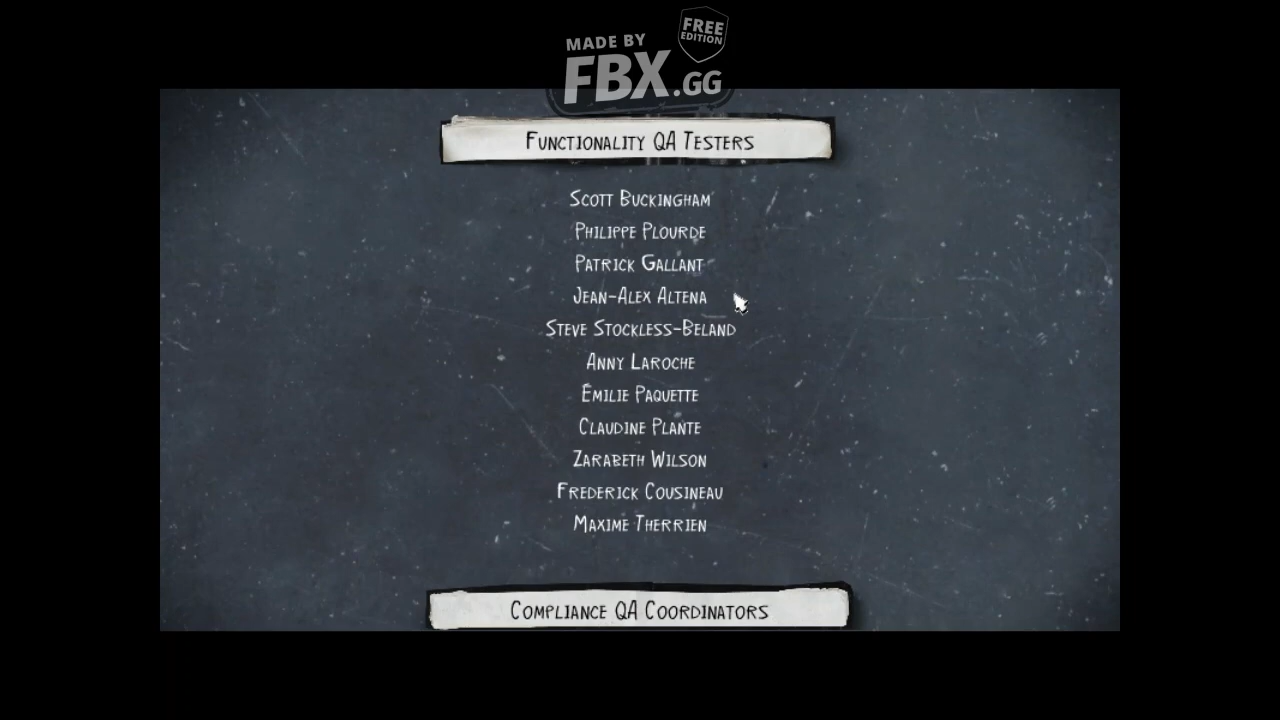 MADE BY
FREE
EDITION
FBX.GG
FUNCTIONALITY QA TESTERS
SCOTT BUCKINGHAM
PHILIPPE PLOURDE
PATRICK GALLANT
JEAN-ALEX ALTENA
STEVE STOCKLESS-BELAND
ANNY LAROCHE
ÉMILIE PAQUETTE
CLAUDINE PLANTE
ZARABETH WILSON
FREDERICK COUSINEAU
MAXIME THERRIEN
COMPLIANCE QA COORDINATORS